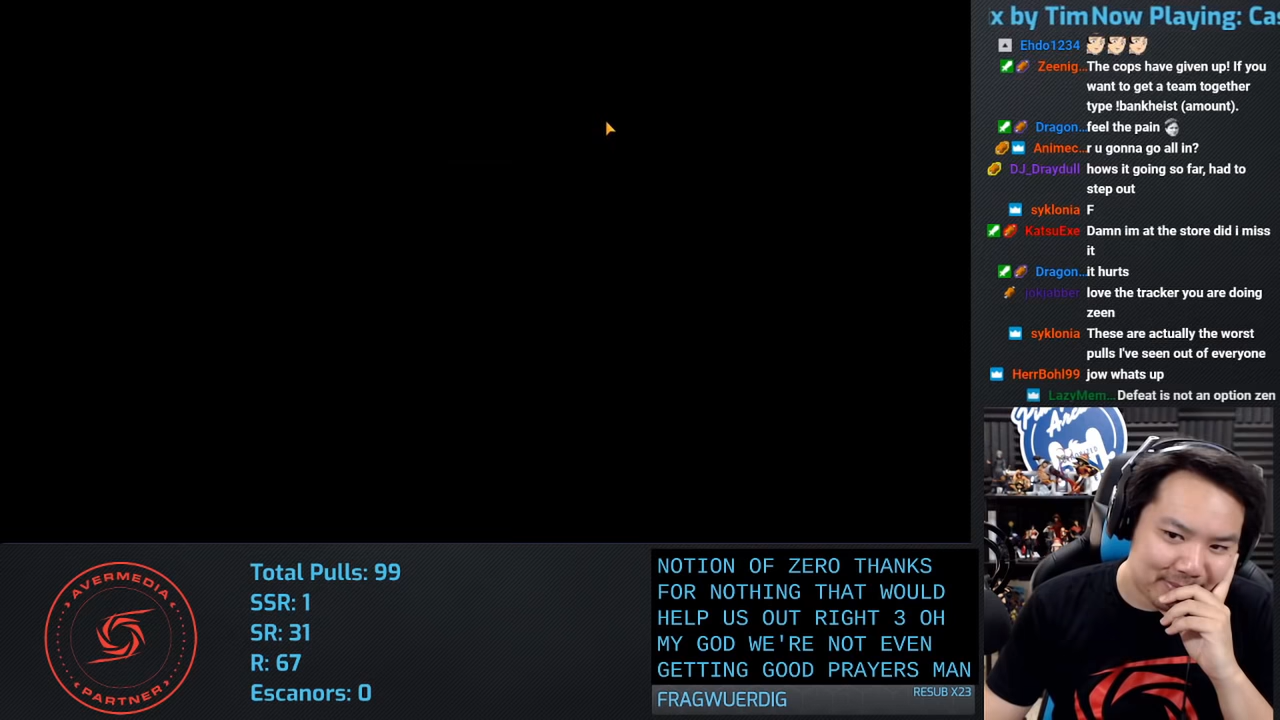 x by Tim Now Playing: Cas
Ehdo1234
Zeenig... The cops have given up! If you
want to get a team together
type !bankheist (amount).
Dragon... feel the pain
Animec... r u gonna go all in?
DJ_Draydull hows it going so far, had to
step out
syklonia F
KatsuExe Damn im at the store did i miss
it
Dragon... it hurts
jokjabber love the tracker you are doing
zeen
syklonia These are actually the worst
pulls I've seen out of everyone
HerrBohl99 jow whats up
LazyMem... Defeat is not an option zen
AVERMEDIA
PARTNER
Total Pulls: 99
SSR: 1
SR: 31
R: 67
Escanors: 0
NOTION OF ZERO THANKS
FOR NOTHING THAT WOULD
HELP US OUT RIGHT 3 OH
MY GOD WE'RE NOT EVEN
GETTING GOOD PRAYERS MAN
FRAGWUERDIG RESUB X23